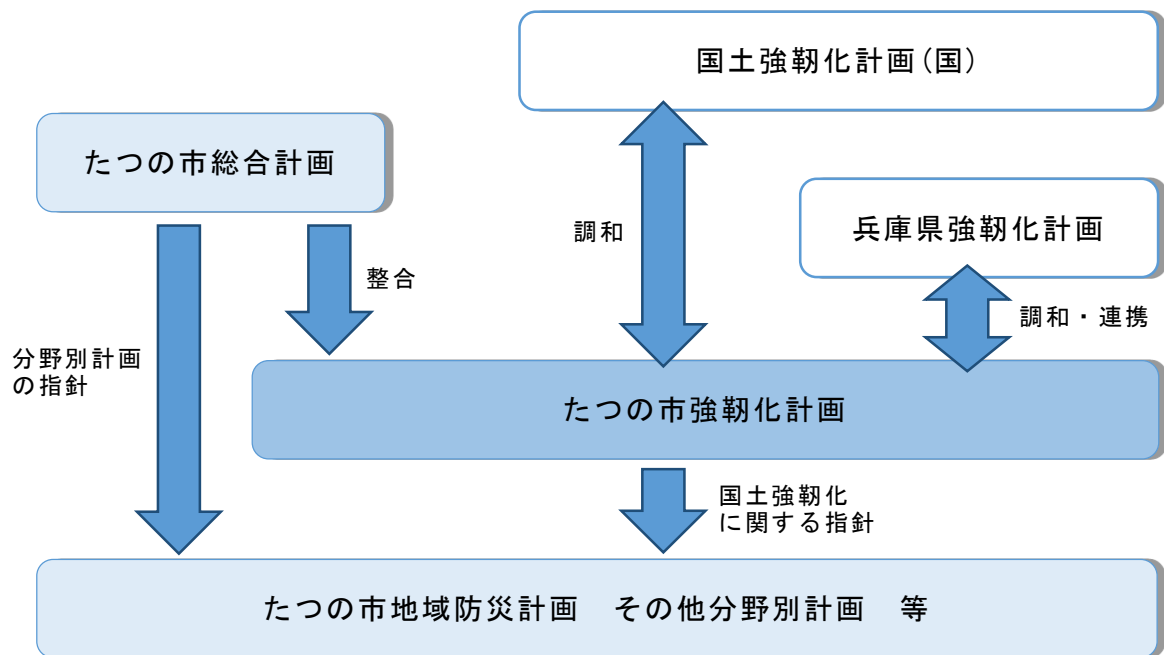 国土強靭化計画(国)
たつの市総合計画
兵庫県強靭化計画
調和
整合
調和・連携
分野別計画
の指針
たつの市強靭化計画
国土強靭化
に関する指針
たつの市地域防災計画　その他分野別計画　等